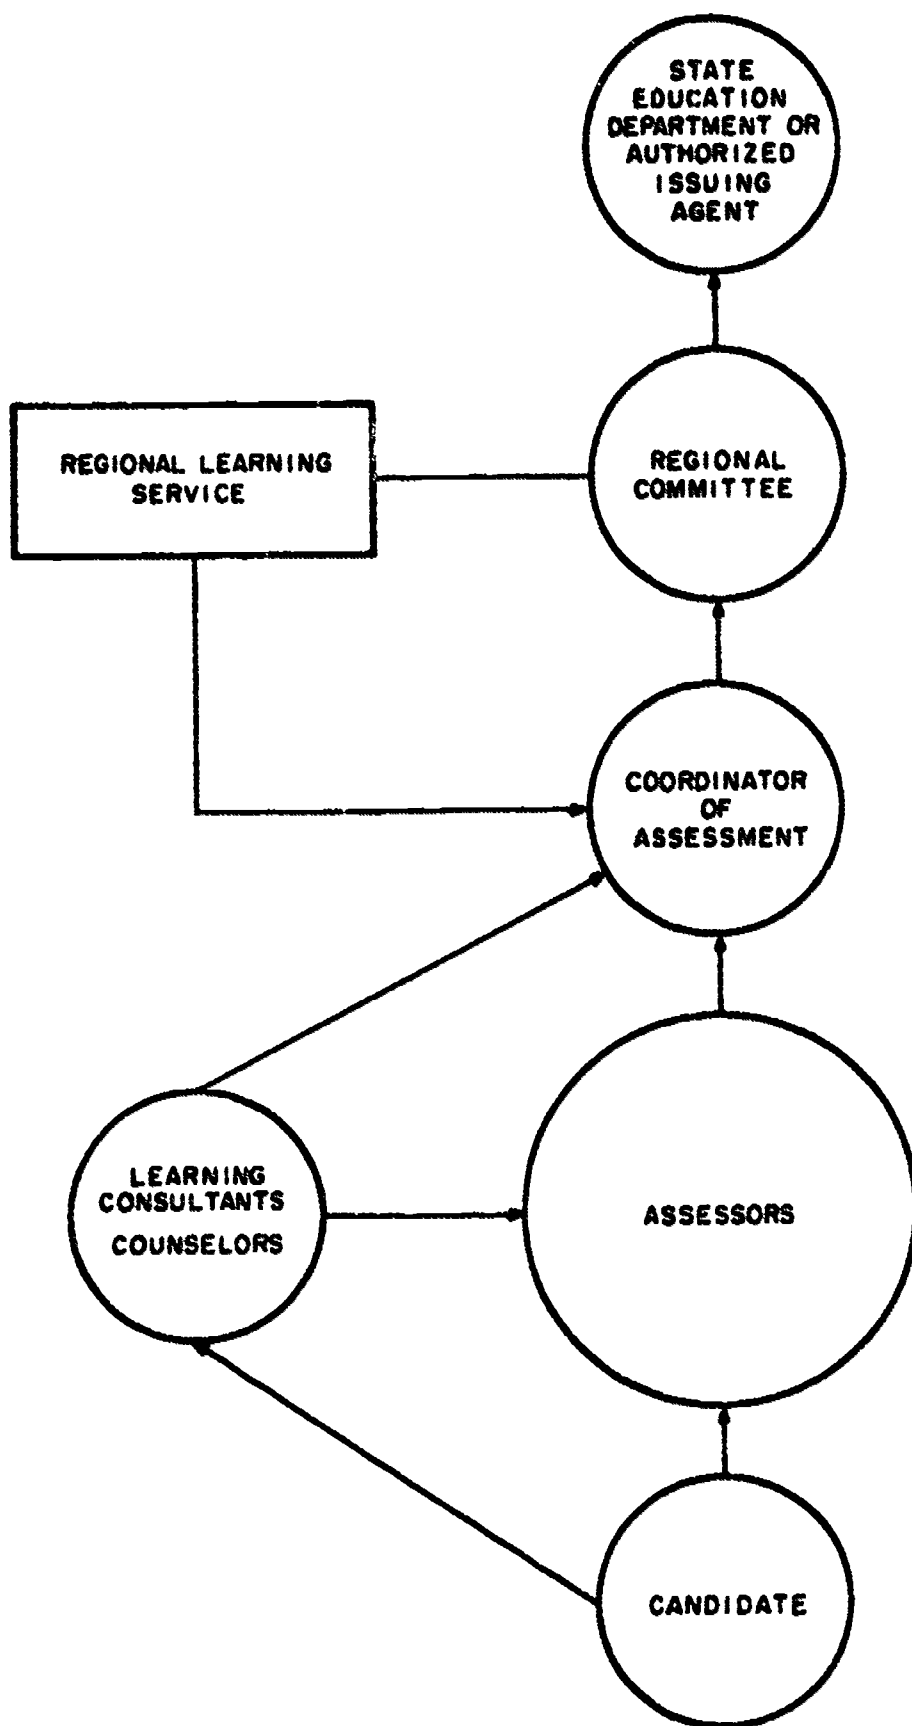 STATE
EDUCATION
DEPARTMENT OR
AUTHORIZED
ISSUING
AGENT
REGIONAL LEARNING
SERVICE
REGIONAL
COMMITTEE
COORDINATOR
OF
ASSESSMENT
LEARNING
CONSULTANTS
COUNSELORS
ASSESSORS
CANDIDATE